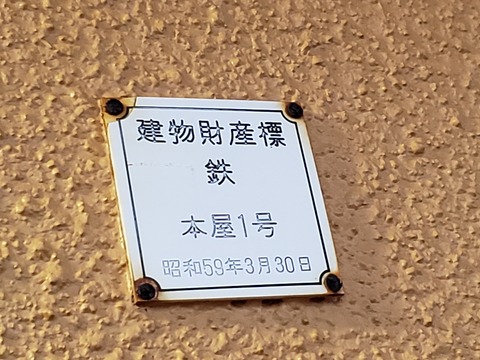 建物財産標
鉄
本屋1号
昭和59年3月30日